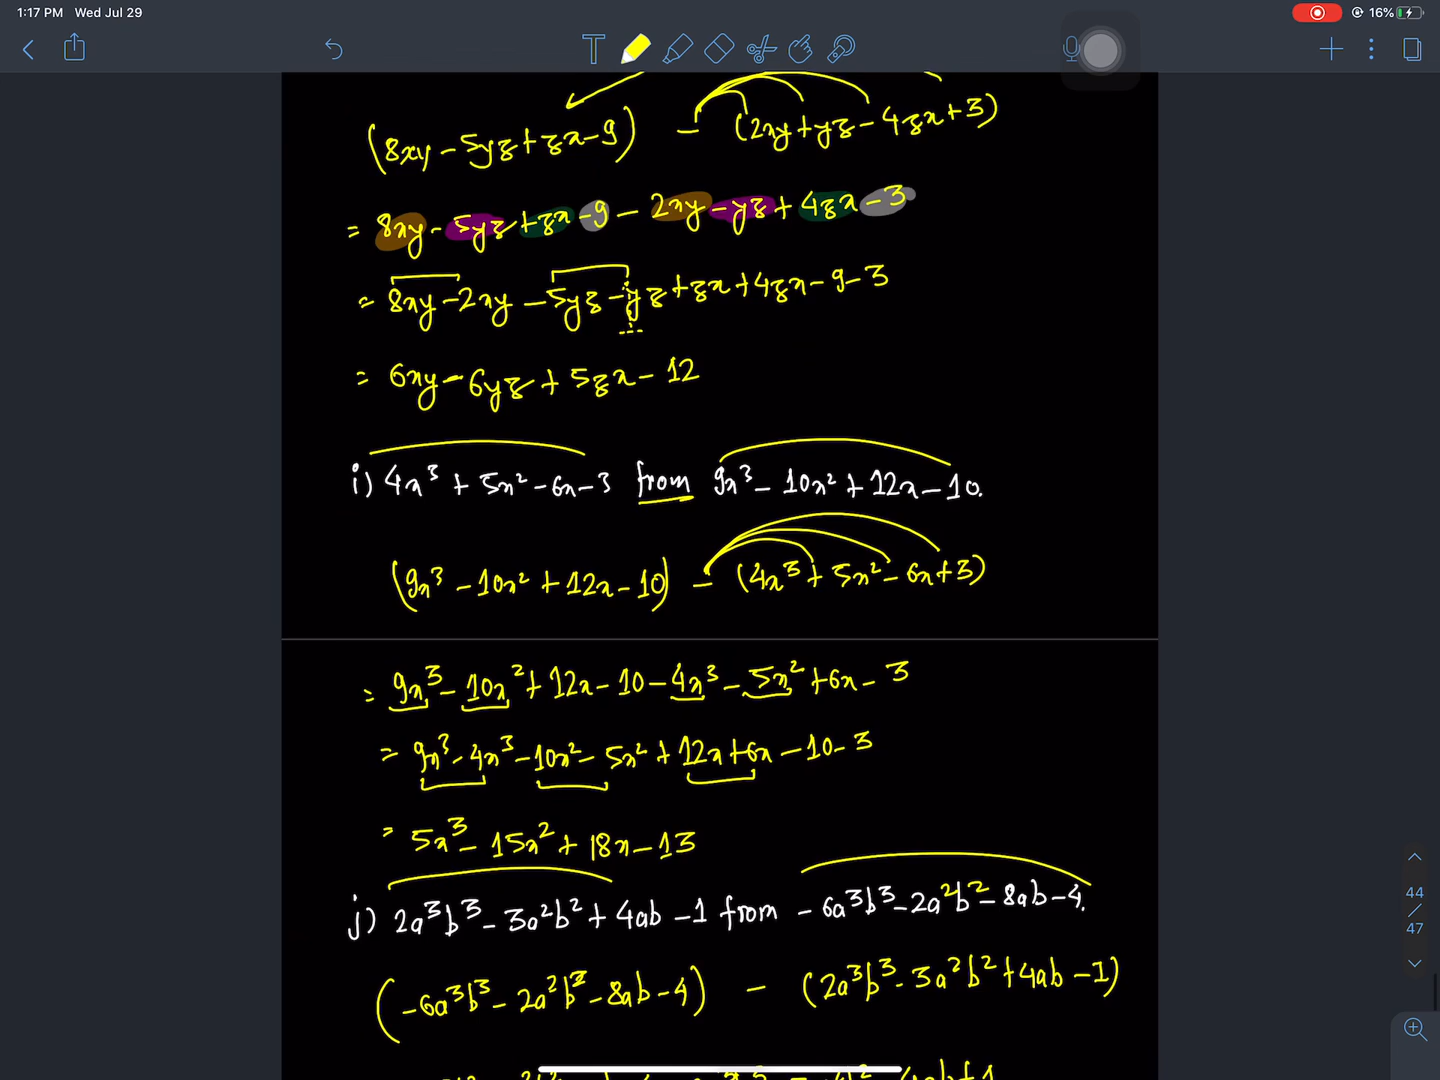 1:17 PM Wed Jul 29
16%
(8xy - 5yz + zx - 9) - (2xy + yz - 4zx + 3)
= 8xy - 5yz + zx - 9 - 2xy - yz + 4zx - 3
= 8xy - 2xy - 5yz - yz + zx + 4zx - 9 - 3
= 6xy - 6yz + 5zx - 12
i) 4x³ + 5x² - 6x - 3 from 9x³ - 10x² + 12x - 10.
(9x³ - 10x² + 12x - 10) - (4x³ + 5x² - 6x + 3)
= 9x³ - 10x² + 12x - 10 - 4x³ - 5x² + 6x - 3
= 9x³ - 4x³ - 10x² - 5x² + 12x + 6x - 10 - 3
= 5x³ - 15x² + 18x - 13
j) 2a³b³ - 3a²b² + 4ab - 1 from - 6a³b³ - 2a²b² - 8ab - 4.
(-6a³b³ - 2a²b² - 8ab - 4) - (2a³b³ - 3a²b² + 4ab - 1)
44
/
47